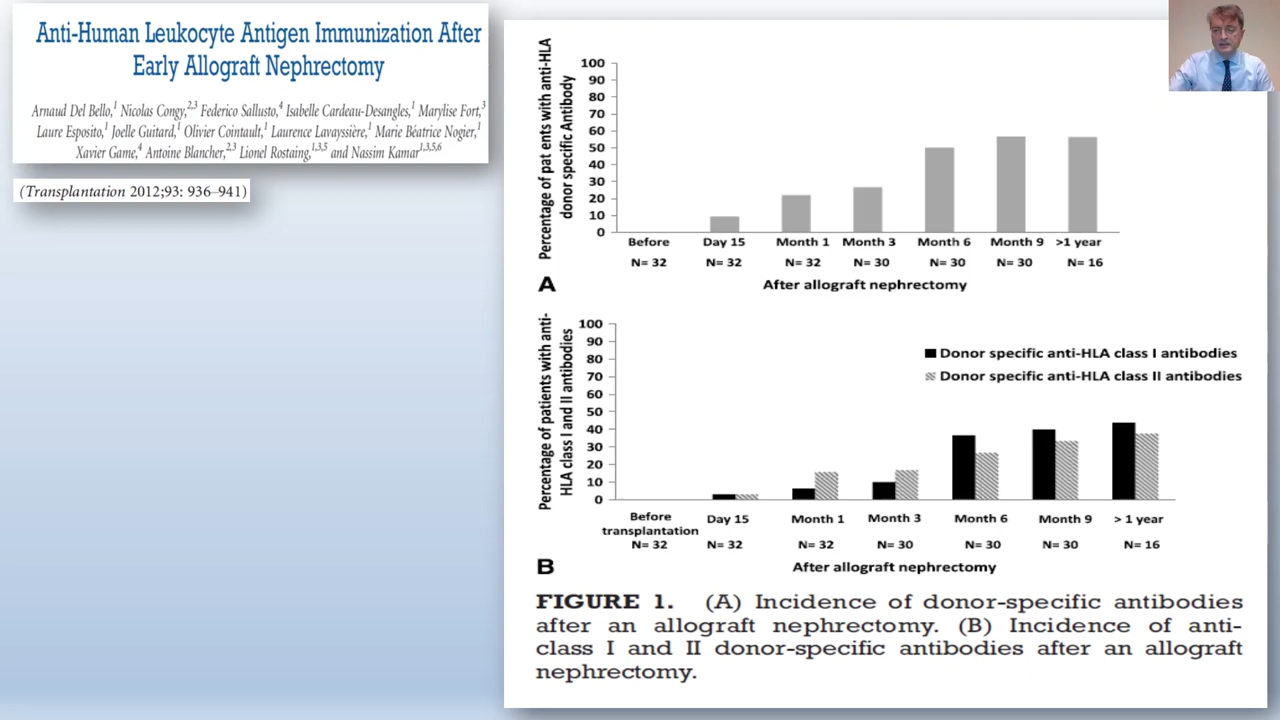 Anti-Human Leukocyte Antigen Immunization After
Early Allograft Nephrectomy
Arnaud Del Bello,1 Nicolas Congy,2,3 Federico Sallusto,4 Isabelle Cardeau-Desangles,1 Marylise Fort,3
Laure Esposito,1 Joelle Guitard,1 Olivier Cointault,1 Laurence Lavayssière,1 Marie Béatrice Nogier,1
Xavier Game,4 Antoine Blancher,2,3 Lionel Rostaing,1,3,5 and Nassim Kamar1,3,5,6
(Transplantation 2012;93: 936–941)
Percentage of pat ents with anti-HLA
donor specific Antibody
100
90
80
70
60
50
40
30
20
10
0
Before Day 15 Month 1 Month 3 Month 6 Month 9 >1 year
N= 32 N= 32 N= 32 N= 30 N= 30 N= 30 N= 16
A
After allograft nephrectomy
Percentage of patients with anti-
HLA class I and II antibodies
100
90
80
70
60
50
40
30
20
10
0
Donor specific anti-HLA class I antibodies
Donor specific anti-HLA class II antibodies
Before
transplantation
Day 15 Month 1 Month 3 Month 6 Month 9 > 1 year
N= 32 N= 32 N= 32 N= 30 N= 30 N= 30 N= 16
B
After allograft nephrectomy
FIGURE 1. (A) Incidence of donor-specific antibodies
after an allograft nephrectomy. (B) Incidence of anti-
class I and II donor-specific antibodies after an allograft
nephrectomy.